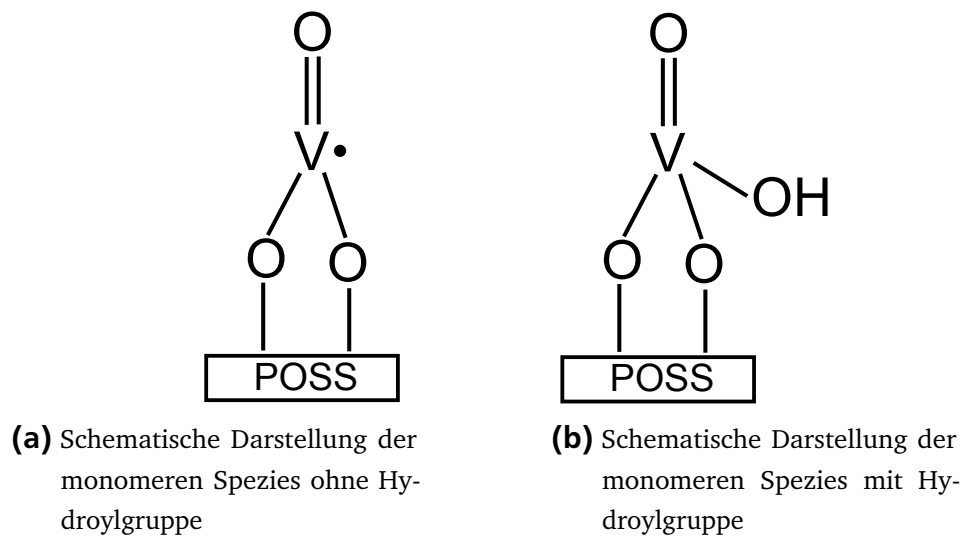 O
V•
O O
POSS
(a) Schematische Darstellung der
monomeren Spezies ohne Hy-
droylgruppe
O
V
OH
O O
POSS
(b) Schematische Darstellung der
monomeren Spezies mit Hy-
droylgruppe